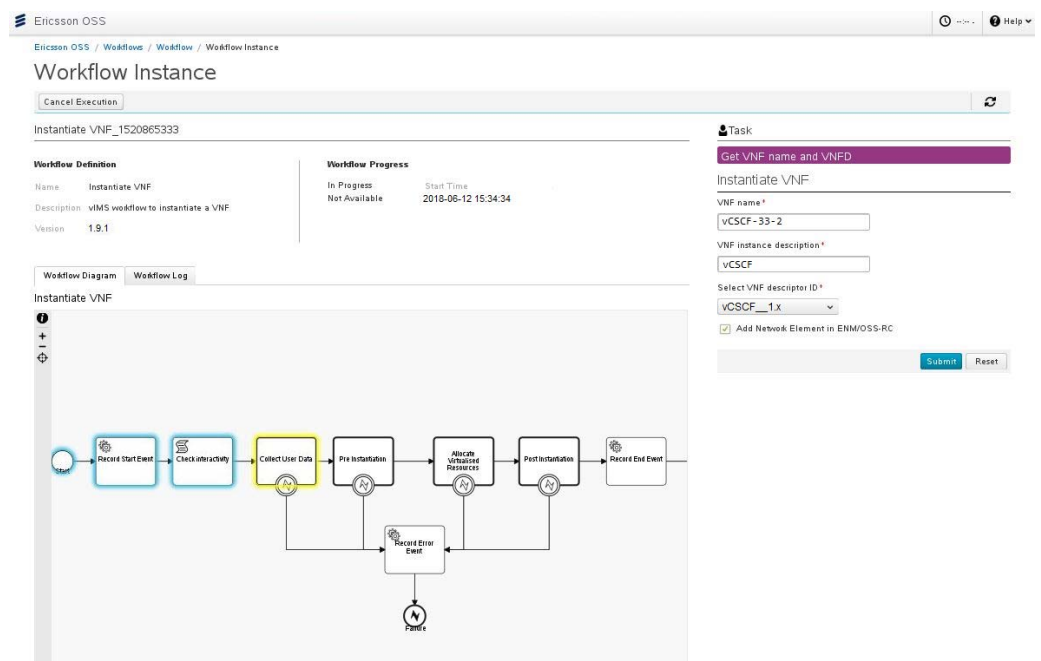 Ericsson OSS
--:-- .
Help
Ericsson OSS / Workflows / Workflow / Workflow Instance
Workflow Instance
Cancel Execution
Instantiate VNF_1520865333
Workflow Definition
Name Instantiate VNF
Description vIMS workflow to instantiate a VNF
Version 1.9.1
Workflow Progress
In Progress Start Time
Not Available 2018-06-12 15:34:34
Workflow Diagram Workflow Log
Instantiate VNF
Start
Record Start Event
Check interactivity
Collect User Data
Pre Instantiation
Allocate
Virtualised
Resources
Post Instantiation
Record End Event
Record Error
Event
Failure
Task
Get VNF name and VNFD
Instantiate VNF
VNF name*
vCSCF-33-2
VNF instance description*
vCSCF
Select VNF descriptor ID*
vCSCF__1.x
Add Network Element in ENM/OSS-RC
Submit Reset